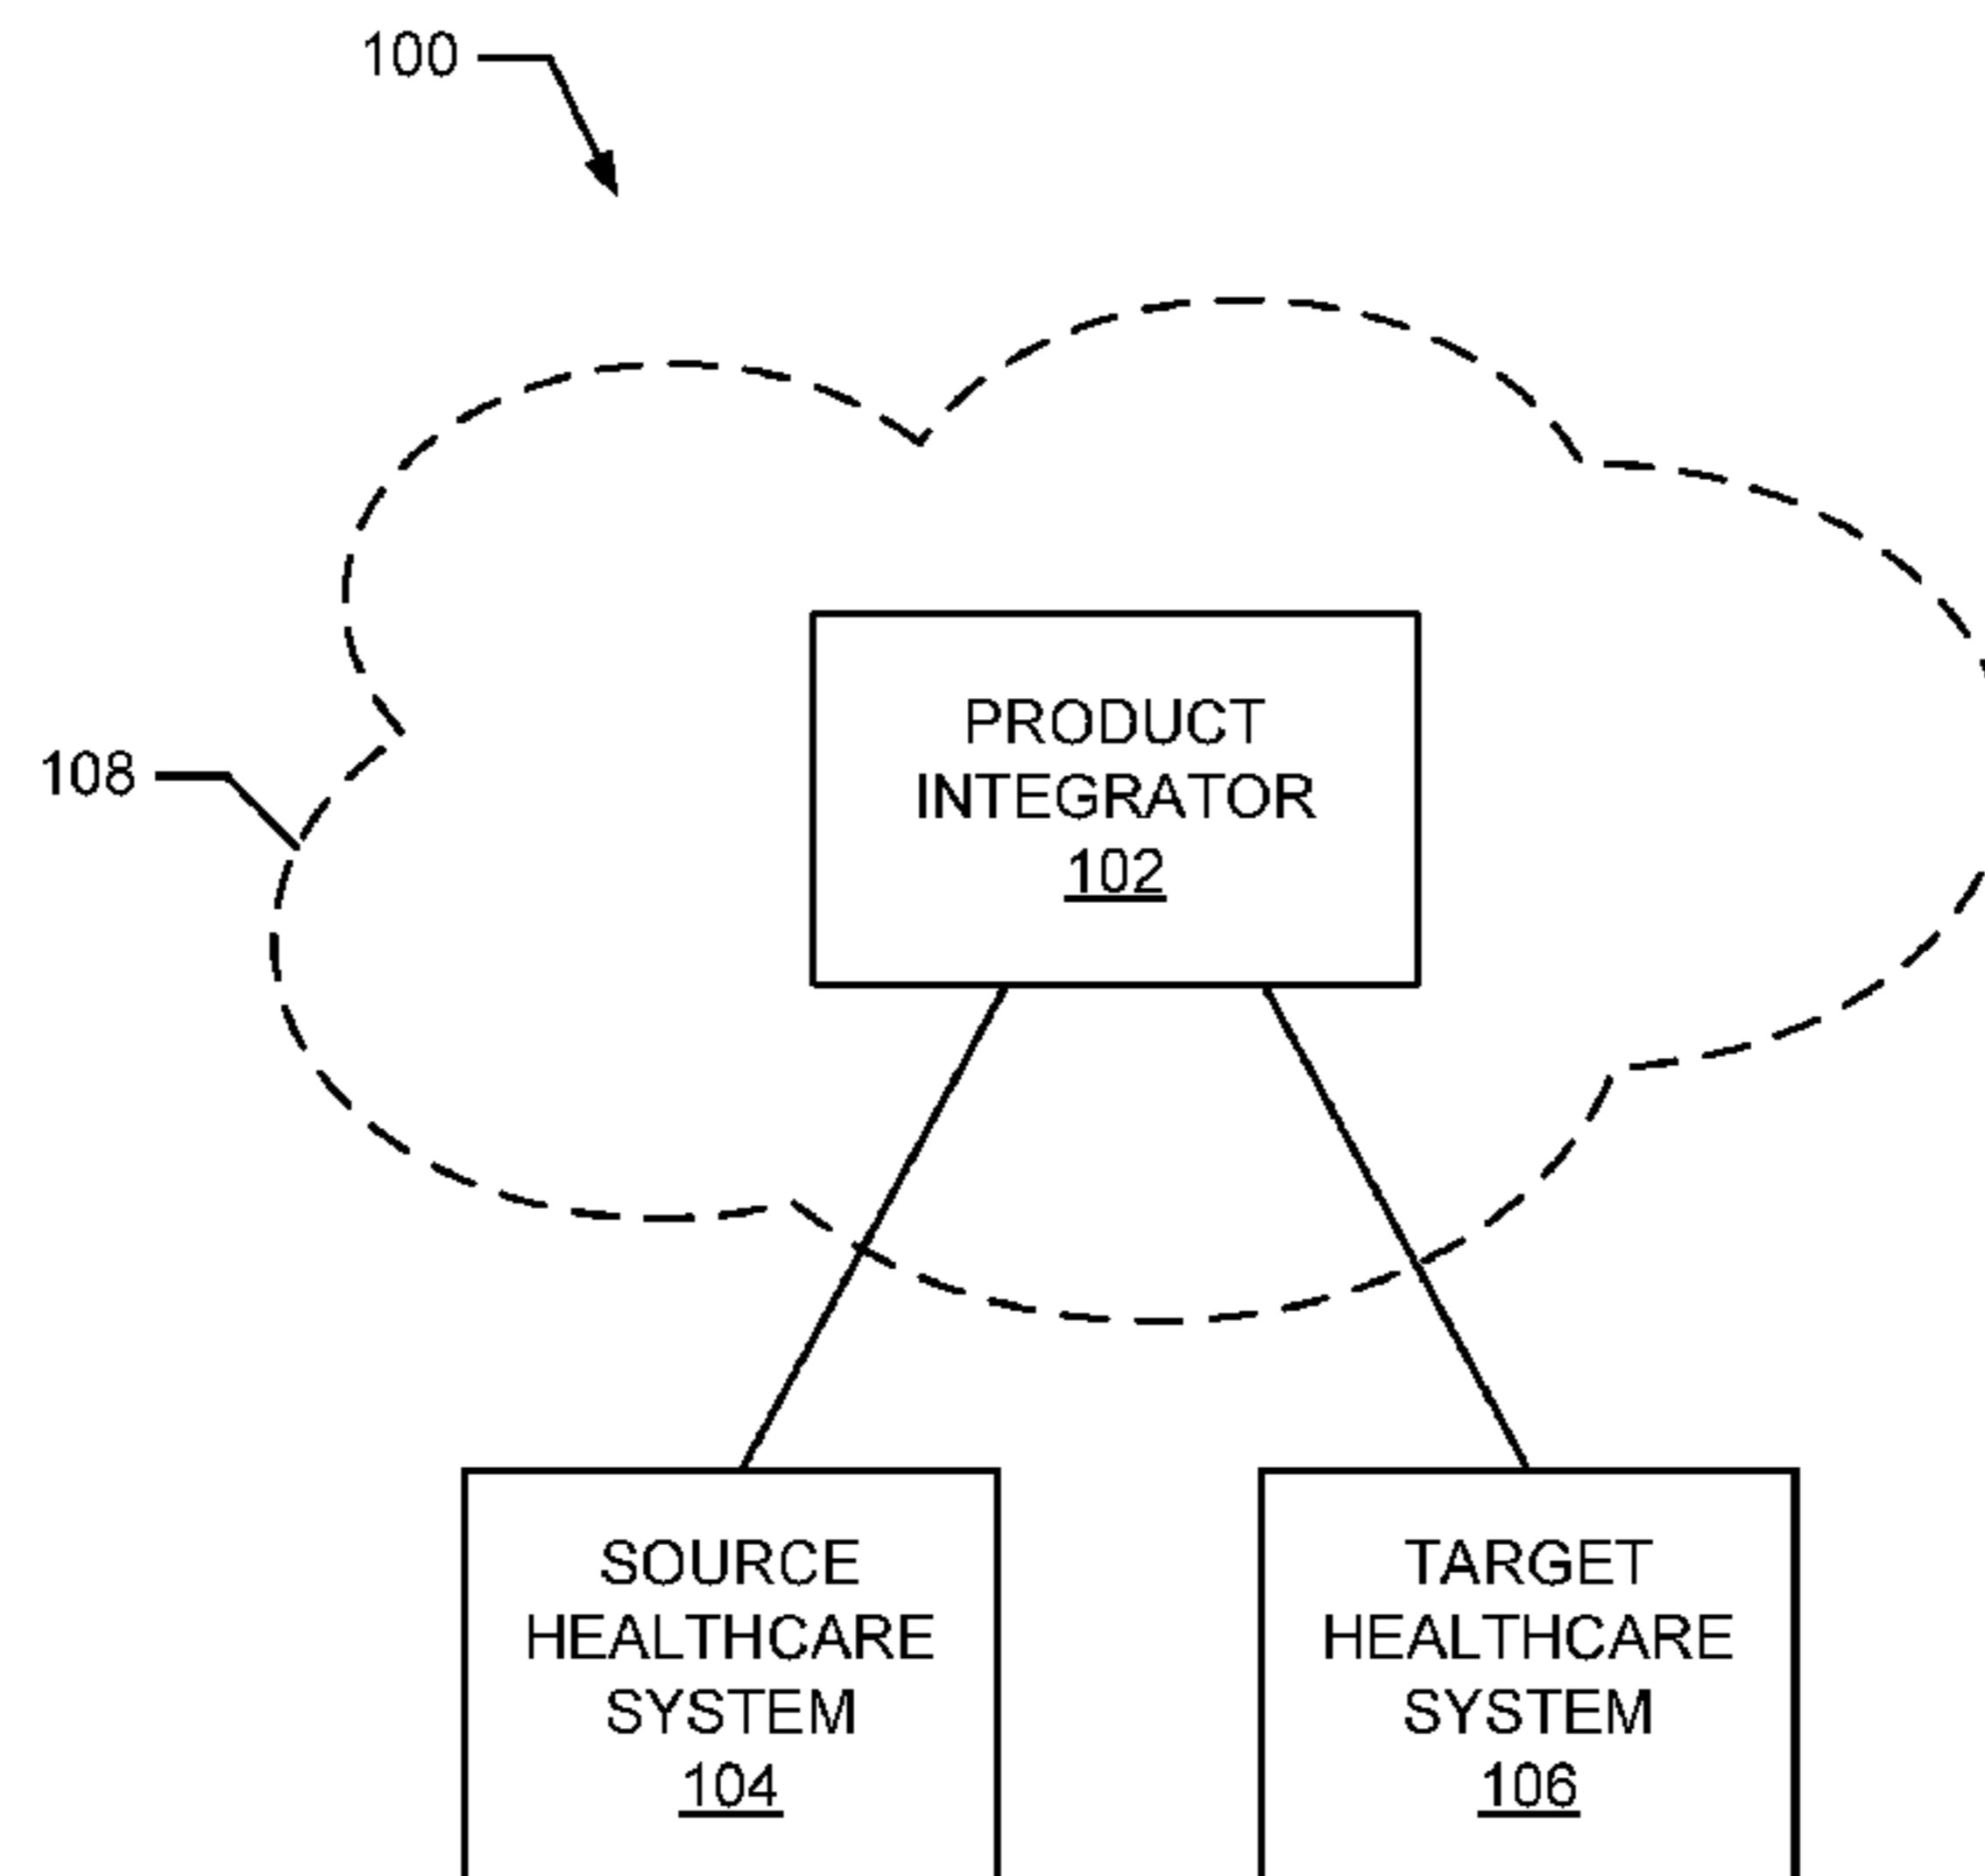 100
PRODUCT
INTEGRATOR
102
108
SOURCE
HEALTHCARE
SYSTEM
104
TARGET
HEALTHCARE
SYSTEM
106